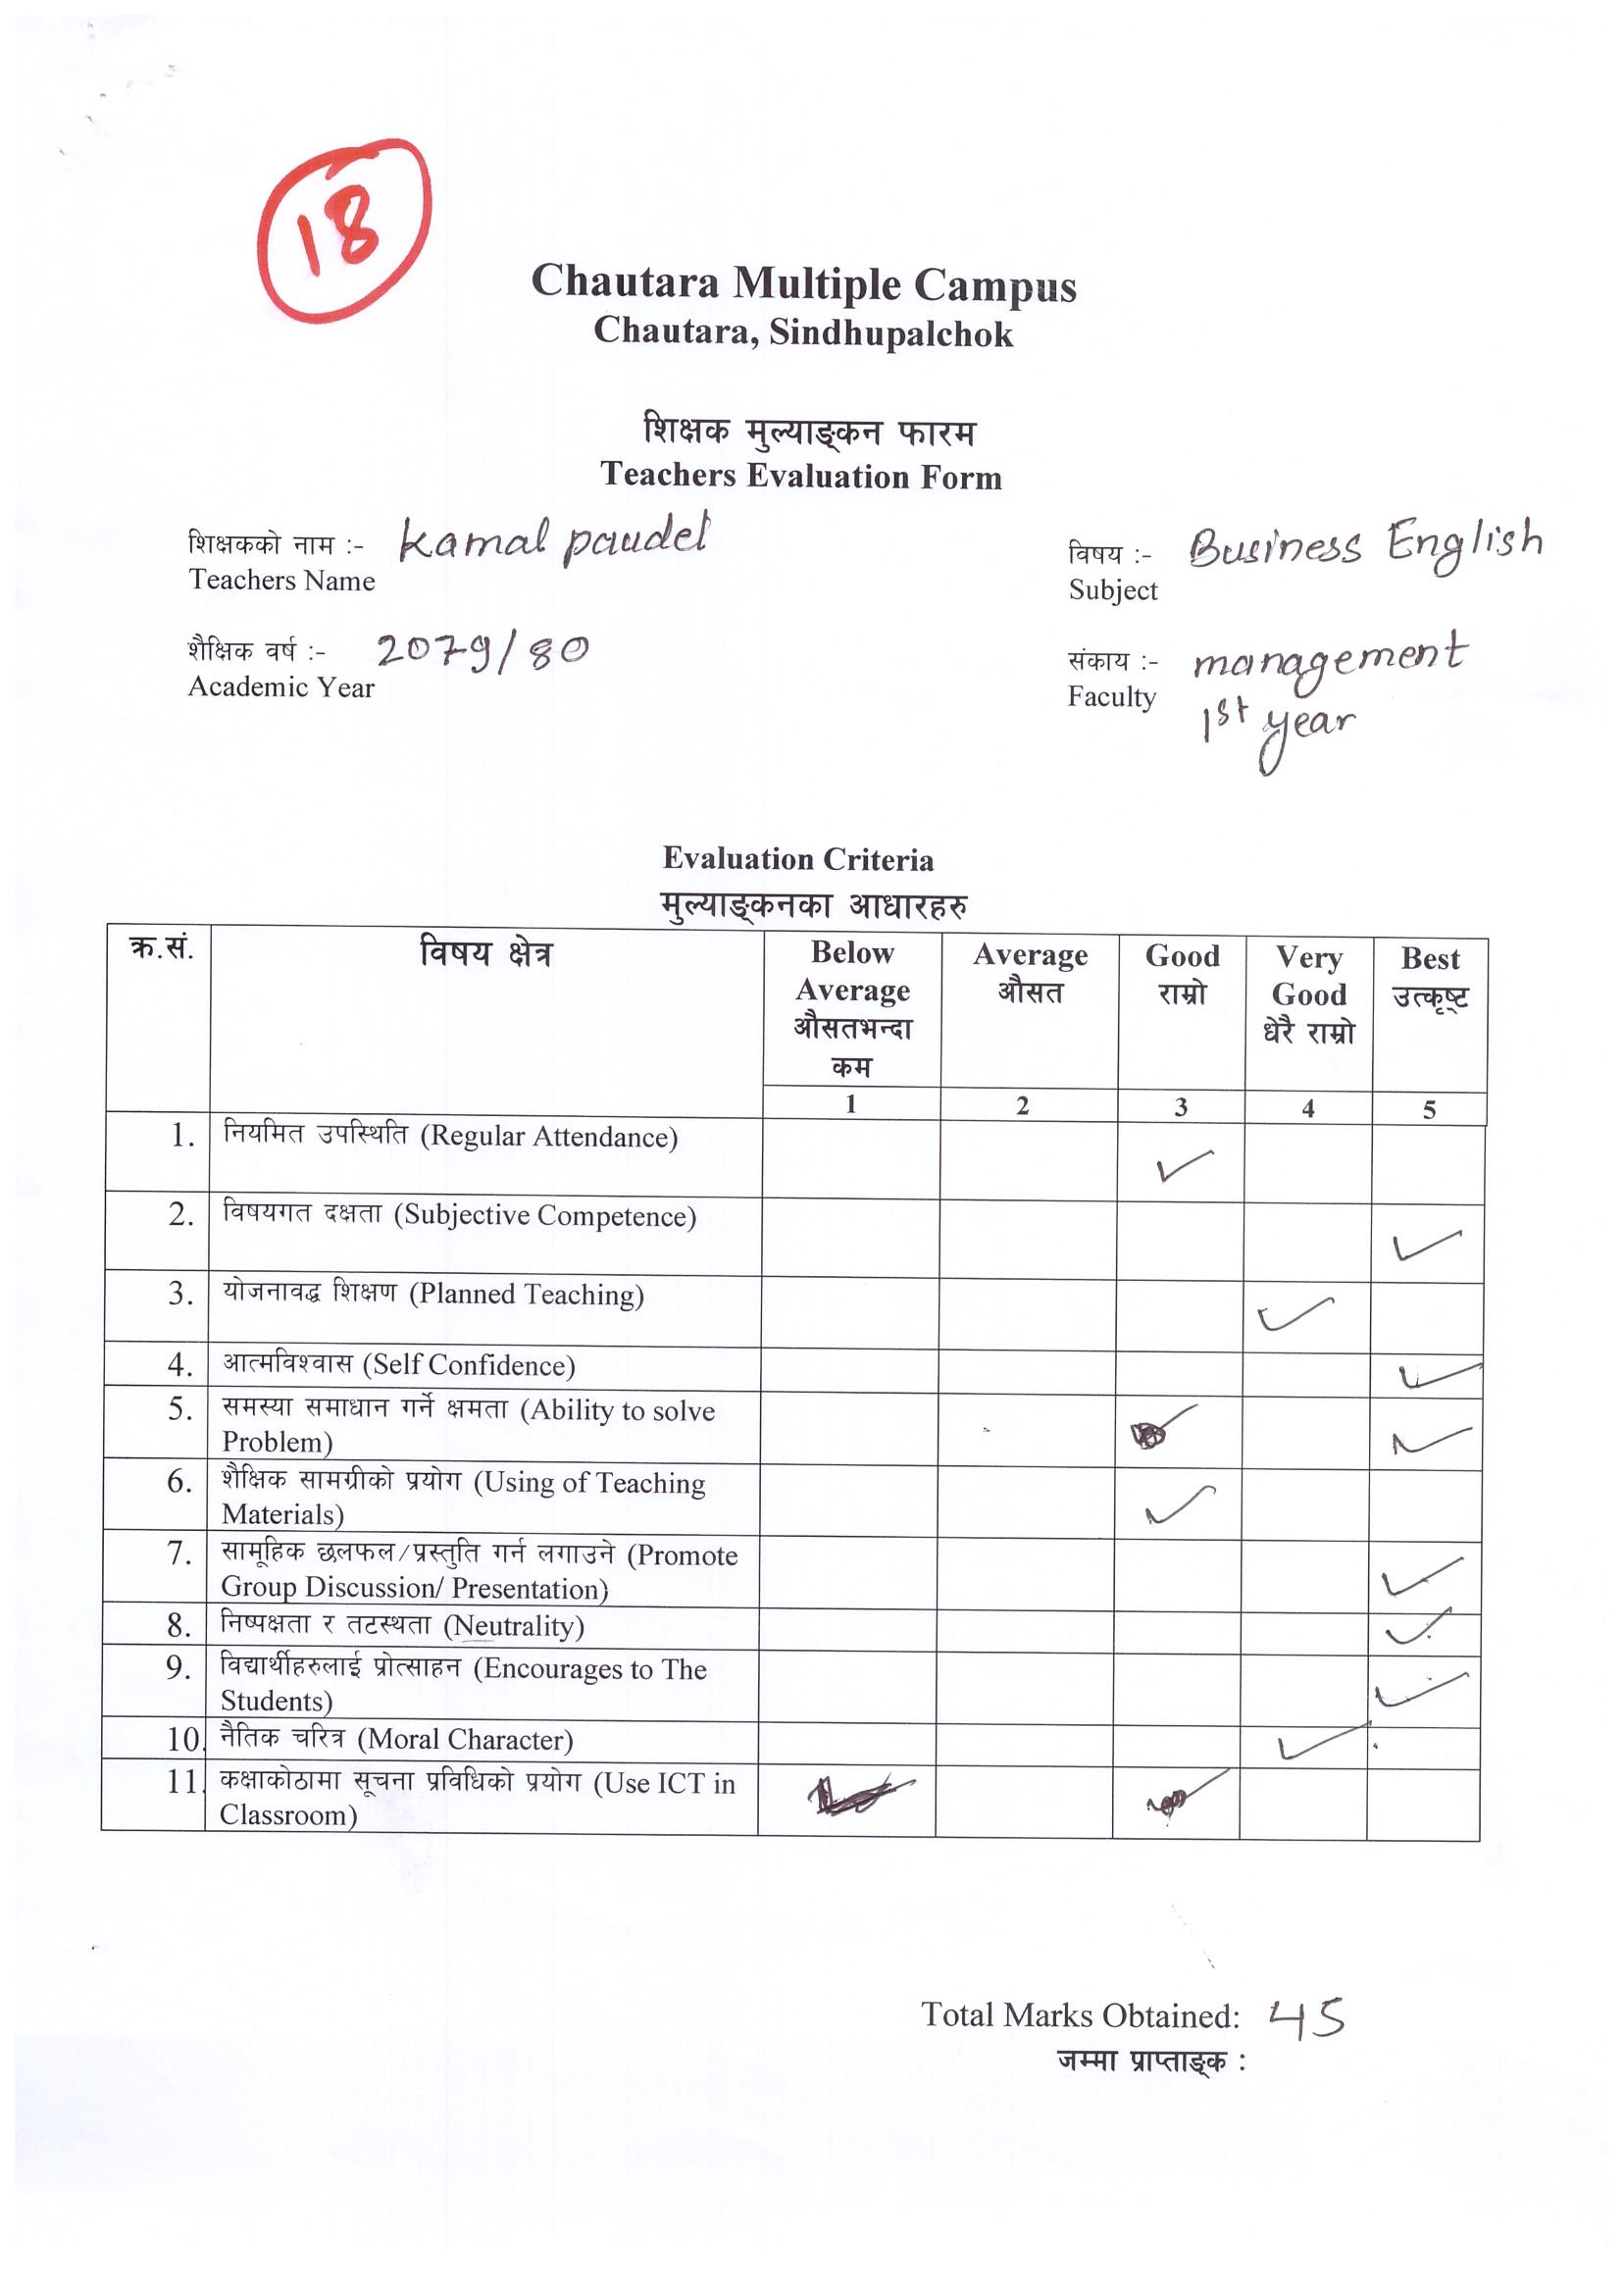 18
Chautara Multiple Campus
Chautara, Sindhupalchok
शिक्षक मुल्याङ्कन फारम
Teachers Evaluation Form
शिक्षकको नाम :- Kamal paudel
Teachers Name
विषय :- Business English
Subject
शैक्षिक वर्ष :- 2079/80
Academic Year
संकाय :- management
Faculty 1st year
Evaluation Criteria
मुल्याङ्कनका आधारहरु
क्र.सं. विषय क्षेत्र Below Average औसतभन्दा कम Average औसत Good राम्रो Very Good धेरै राम्रो Best उत्कृष्ट
1 2 3 4 5
1. नियमित उपस्थिति (Regular Attendance) ✓
2. विषयगत दक्षता (Subjective Competence) ✓
3. योजनावद्ध शिक्षण (Planned Teaching) ✓
4. आत्मविश्वास (Self Confidence) ✓
5. समस्या समाधान गर्ने क्षमता (Ability to solve
Problem) ✓
6. शैक्षिक सामग्रीको प्रयोग (Using of Teaching
Materials) ✓
7. सामूहिक छलफल/प्रस्तुति गर्न लगाउने (Promote
Group Discussion/ Presentation) ✓
8. निष्पक्षता र तटस्थता (Neutrality) ✓
9. विद्यार्थीहरुलाई प्रोत्साहन (Encourages to The
Students) ✓
10. नैतिक चरित्र (Moral Character) ✓
11. कक्षाकोठामा सूचना प्रविधिको प्रयोग (Use ICT in
Classroom)
Total Marks Obtained: 45
जम्मा प्राप्ताङ्क :